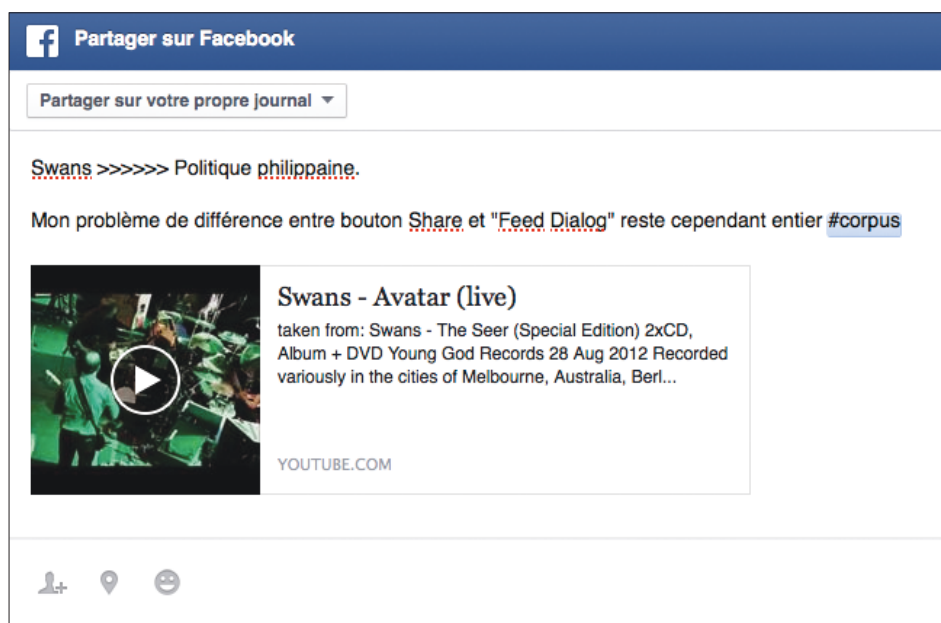 Partager sur Facebook
Partager sur votre propre journal
Swans >>>>>> Politique philippaine.
Mon problème de différence entre bouton Share et "Feed Dialog" reste cependant entier #corpus
Swans - Avatar (live)
taken from: Swans - The Seer (Special Edition) 2xCD,
Album + DVD Young God Records 28 Aug 2012 Recorded
variously in the cities of Melbourne, Australia, Berl...
YOUTUBE.COM